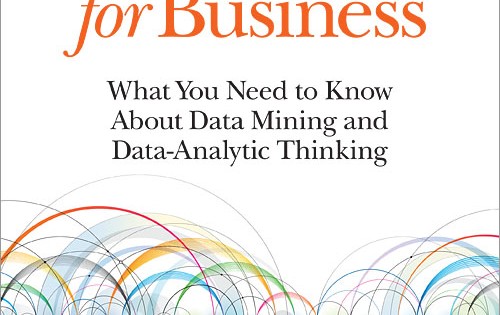 for Business
What You Need to Know
About Data Mining and
Data-Analytic Thinking